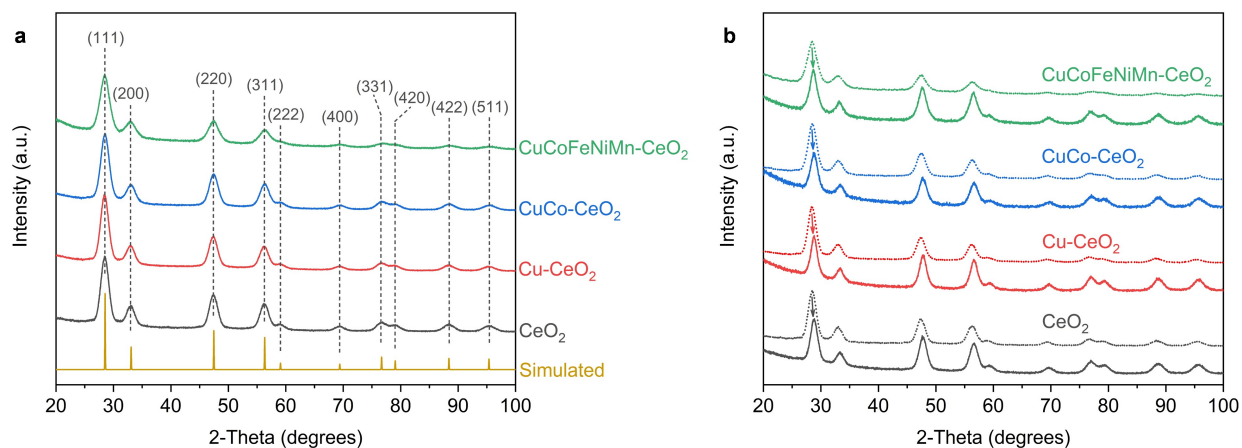 a
(111)
(200)
(220)
(311)
(222)
(400)
(331)
(420)
(422)
(511)
CuCoFeNiMn-CeO₂
CuCo-CeO₂
Cu-CeO₂
CeO₂
Simulated
Intensity (a.u.)
20 30 40 50 60 70 80 90 100
2-Theta (degrees)
b
CuCoFeNiMn-CeO₂
CuCo-CeO₂
Cu-CeO₂
CeO₂
Intensity (a.u.)
20 30 40 50 60 70 80 90 100
2-Theta (degrees)